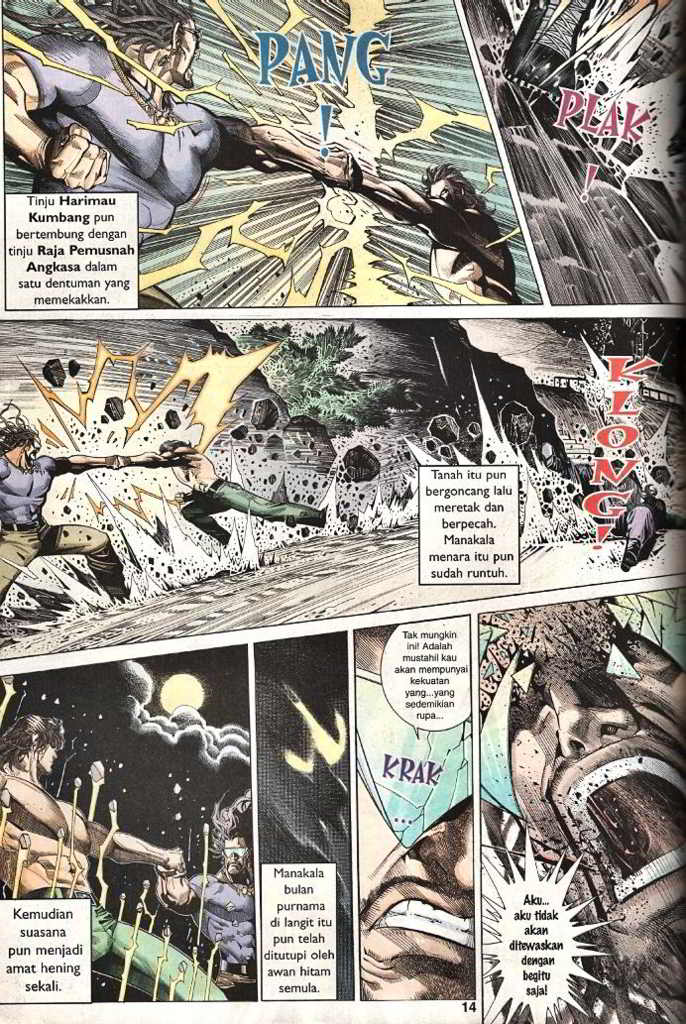 PANG
!
PLAK
!
Tinju Harimau
Kumbang pun
bertembung dengan
tinju Raja Pemusnah
Angkasa dalam
satu dentuman yang
memekakkan.
KLONG!
Tanah itu pun
bergoncang lalu
meretak dan
berpecah.
Manakala
menara itu pun
sudah runtuh.
Kemudian
suasana
pun menjadi
amat hening
sekali.
Manakala
bulan
purnama
di langit itu
pun telah
ditutupi oleh
awan hitam
semula.
Tak mungkin
ini! Adalah
mustahil kau
akan mempunyai
kekuatan
yang...yang
sedemikian
rupa...
KRAK
...
Aku...
aku tidak
akan
ditewaskan
dengan
begitu
saja!
14